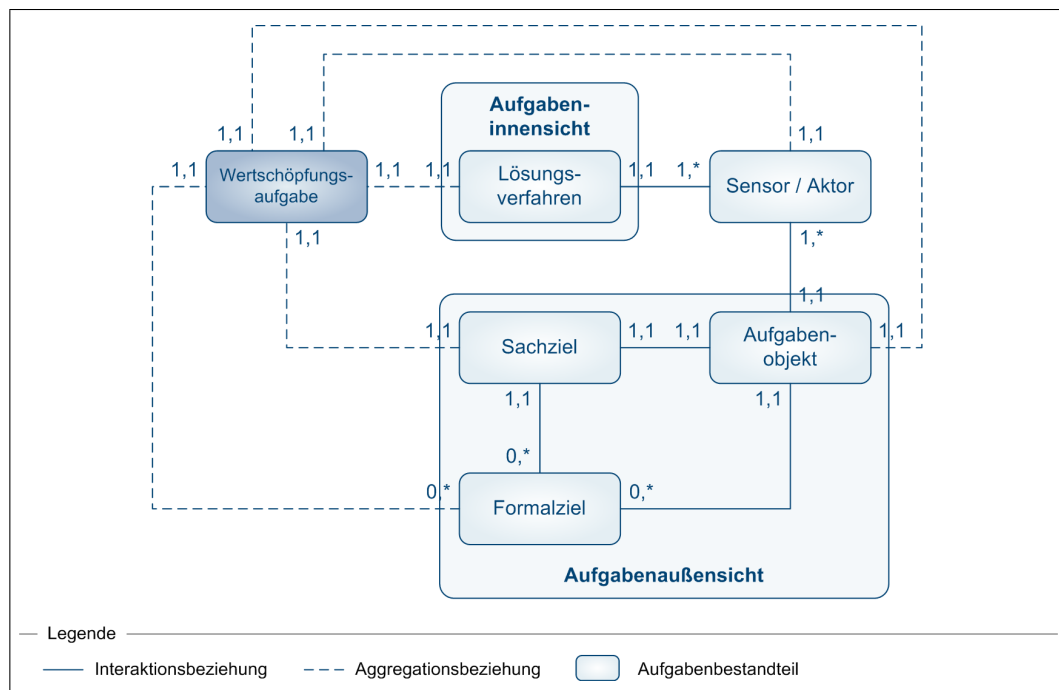 Aufgaben-
innensicht
1,1
1,1
1,1
1,1
Wertschöpfungs-
aufgabe
1,1
1,1
Lösungs-
verfahren
1,1
1,*
Sensor / Aktor
1,1
1,*
1,1
1,1
Sachziel
1,1
1,1
Aufgaben-
objekt
1,1
1,1
1,1
0,*
0,*
Formalziel
0,*
Aufgabenaußensicht
Legende
Interaktionsbeziehung
Aggregationsbeziehung
Aufgabenbestandteil